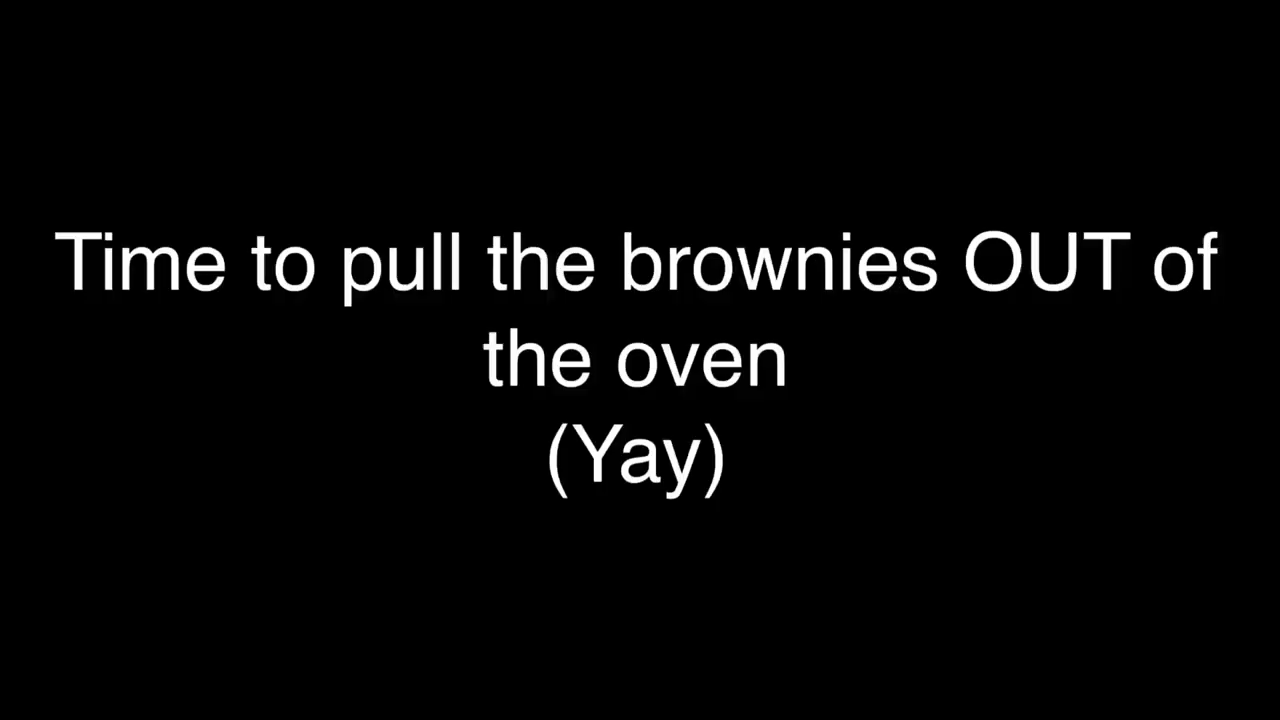 Time to pull the brownies OUT of
the oven
(Yay)